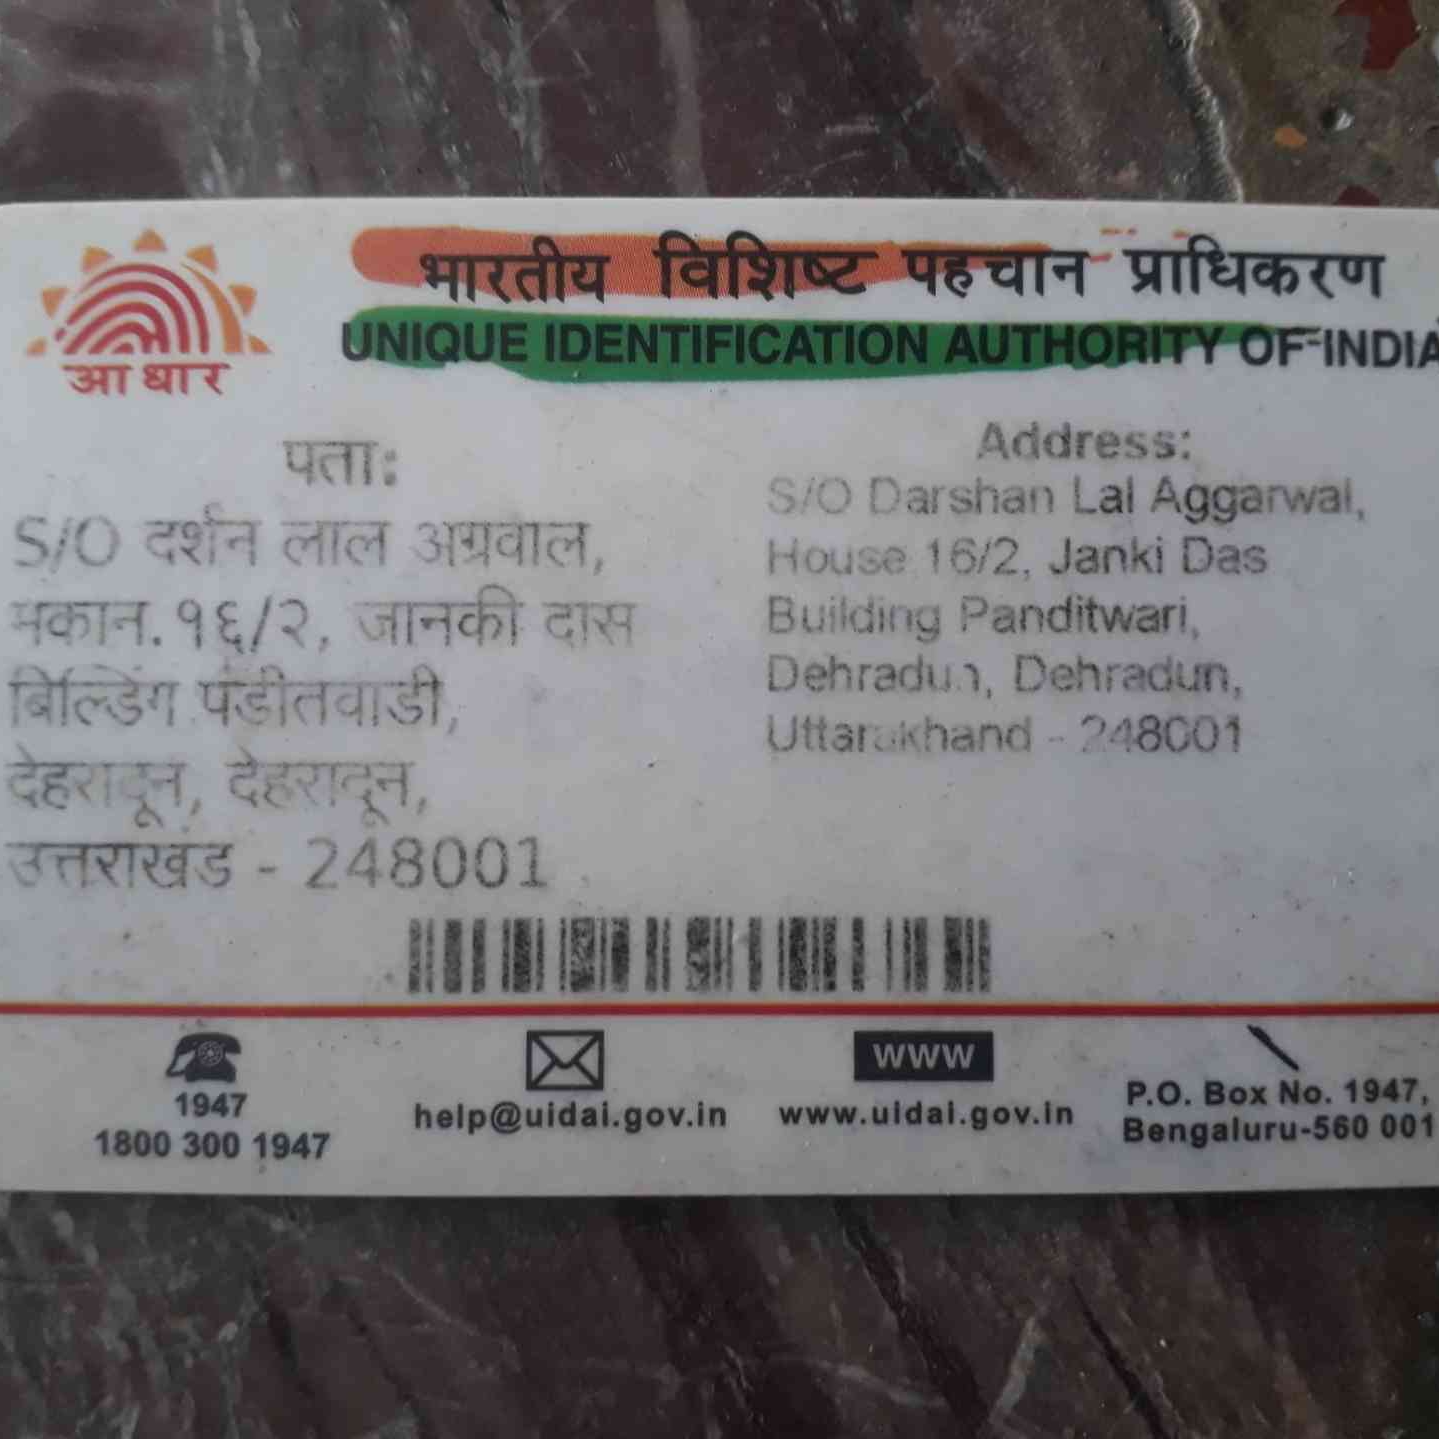 भारतीय विशिष्ट पहचान प्राधिकरण
UNIQUE IDENTIFICATION AUTHORITY OF INDIA
आधार
पता:
S/O दर्शन लाल अग्रवाल,
मकान.१६/२, जानकी दास
बिल्डिंग पंडीतवाडी,
देहरादून, देहरादून,
उत्तराखंड - 248001
Address:
S/O Darshan Lal Aggarwal,
House 16/2, Janki Das
Building Panditwari,
Dehradun, Dehradun,
Uttarakhand - 248001
1947
1800 300 1947
help@uidai.gov.in
www
www.uidai.gov.in
P.O. Box No. 1947,
Bengaluru-560 001